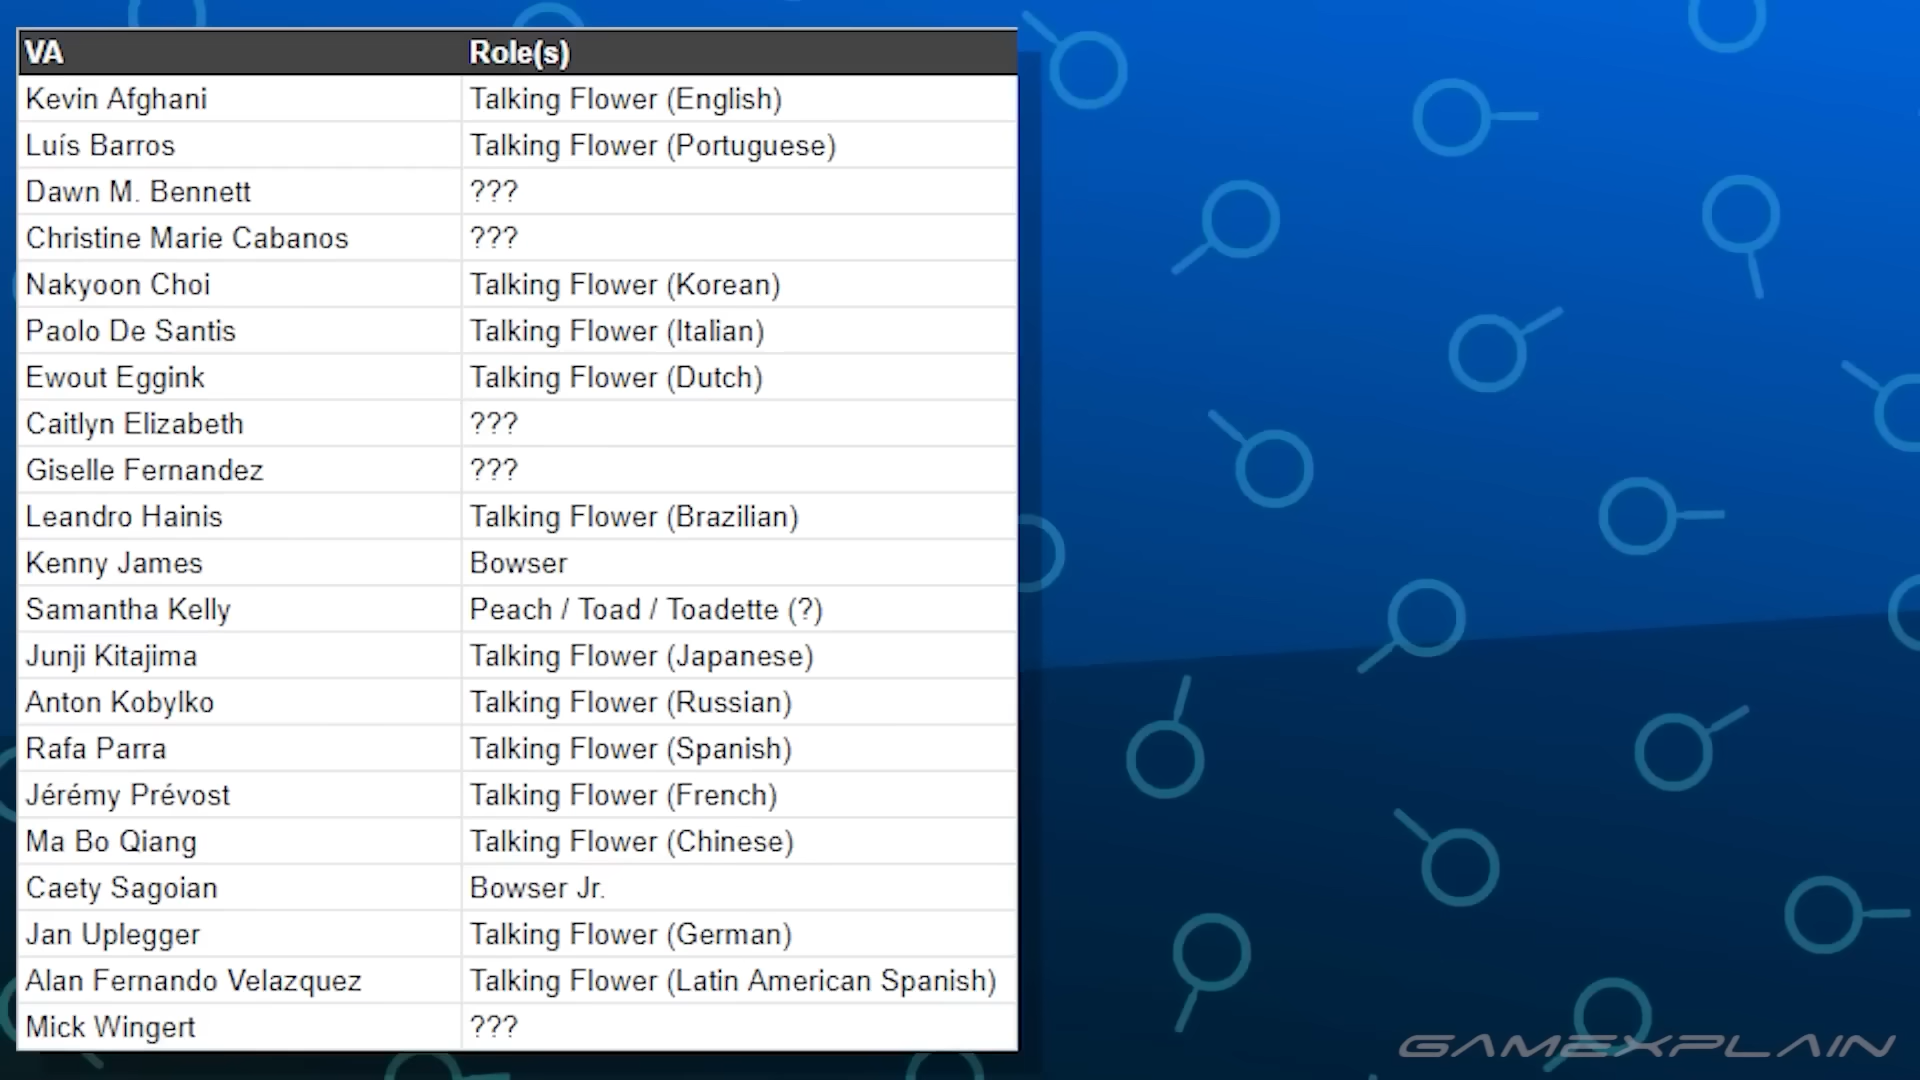 VA Role(s)
Kevin Afghani Talking Flower (English)
Luís Barros Talking Flower (Portuguese)
Dawn M. Bennett ???
Christine Marie Cabanos ???
Nakyoon Choi Talking Flower (Korean)
Paolo De Santis Talking Flower (Italian)
Ewout Eggink Talking Flower (Dutch)
Caitlyn Elizabeth ???
Giselle Fernandez ???
Leandro Hainis Talking Flower (Brazilian)
Kenny James Bowser
Samantha Kelly Peach / Toad / Toadette (?)
Junji Kitajima Talking Flower (Japanese)
Anton Kobylko Talking Flower (Russian)
Rafa Parra Talking Flower (Spanish)
Jérémy Prévost Talking Flower (French)
Ma Bo Qiang Talking Flower (Chinese)
Caety Sagoian Bowser Jr.
Jan Uplegger Talking Flower (German)
Alan Fernando Velazquez Talking Flower (Latin American Spanish)
Mick Wingert ???
GAMEXPLAIN